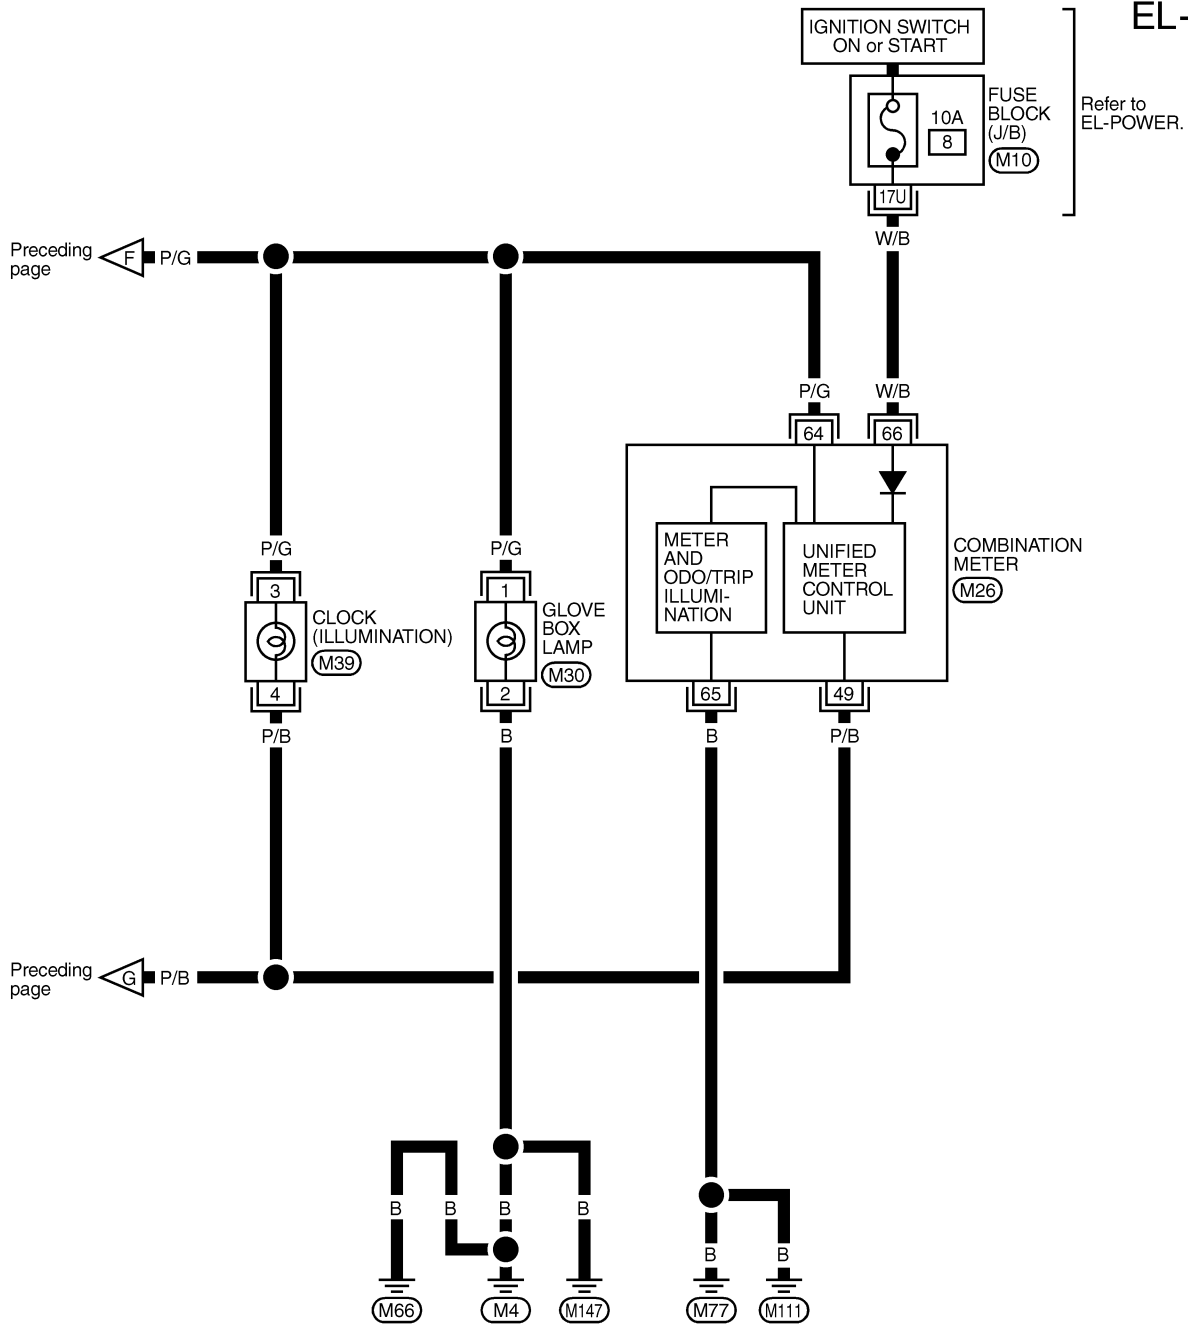 EL-
IGNITION SWITCH
ON or START
FUSE
BLOCK
(J/B)
M10
10A
8
Refer to
EL-POWER.
17U
W/B
Preceding
page
F
P/G
P/G
W/B
64
66
P/G
P/G
3
1
METER
AND
ODO/TRIP
ILLUMI-
NATION
UNIFIED
METER
CONTROL
UNIT
COMBINATION
METER
M26
CLOCK
(ILLUMINATION)
M39
GLOVE
BOX
LAMP
M30
4
2
65
49
P/B
B
B
P/B
Preceding
page
G
P/B
B
B
B
B
B
B
M66
M4
M147
M77
M111